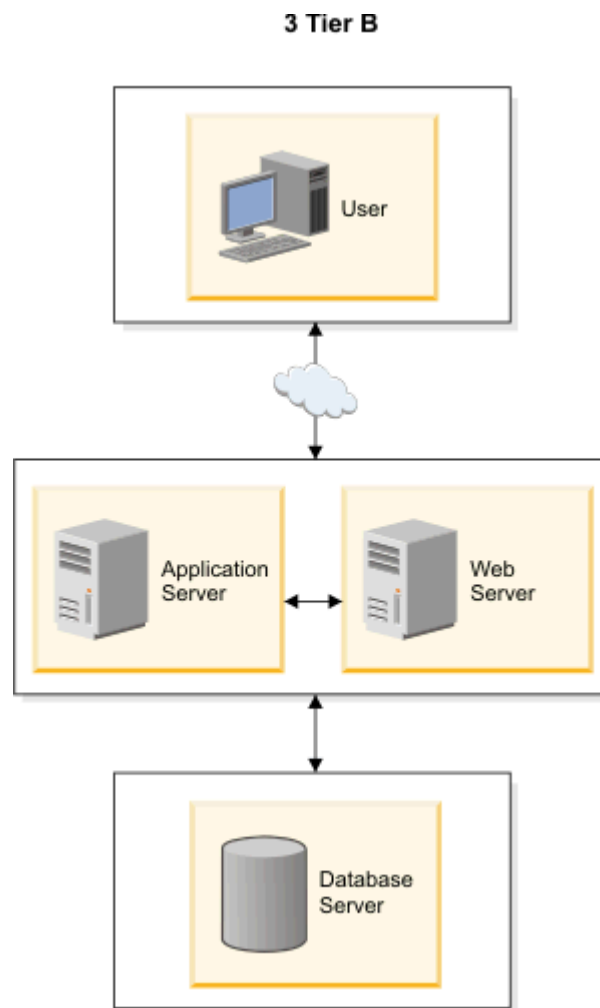 3 Tier B
User
Application
Server
Web
Server
Database
Server